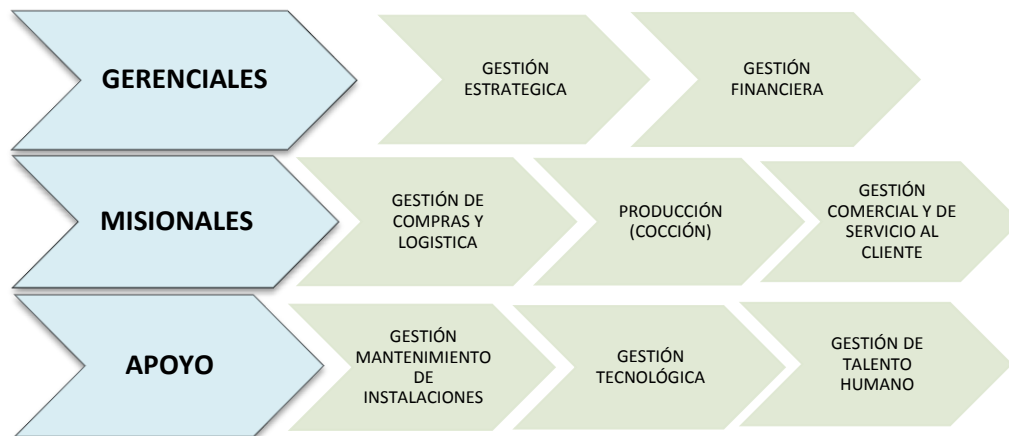 GERENCIALES
GESTIÓN
ESTRATEGICA
GESTIÓN
FINANCIERA
MISIONALES
GESTIÓN DE
COMPRAS Y
LOGISTICA
PRODUCCIÓN
(COCCIÓN)
GESTIÓN
COMERCIAL Y DE
SERVICIO AL
CLIENTE
APOYO
GESTIÓN
MANTENIMIENTO
DE
INSTALACIONES
GESTIÓN
TECNOLÓGICA
GESTIÓN DE
TALENTO
HUMANO